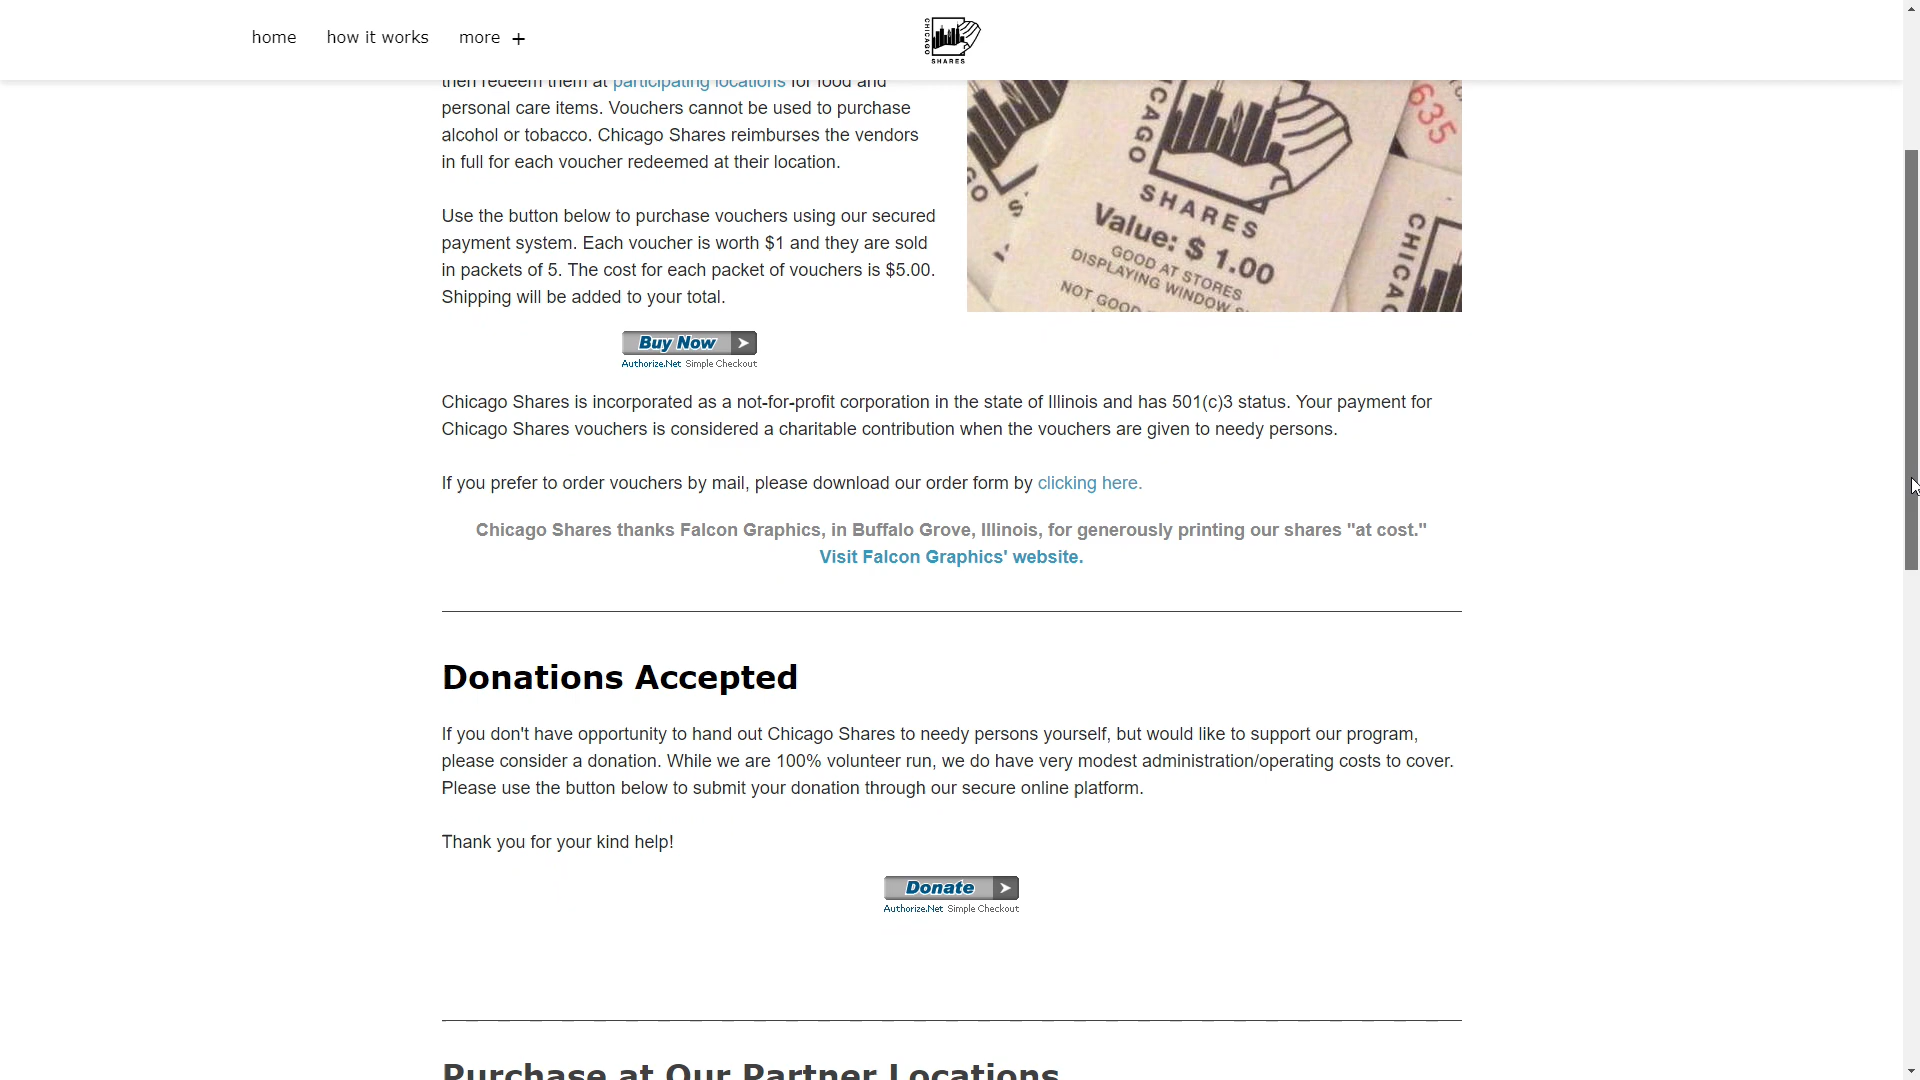 home how it works more +
CHICAGO
SHARES
then redeem them at participating locations for food and
personal care items. Vouchers cannot be used to purchase
alcohol or tobacco. Chicago Shares reimburses the vendors
in full for each voucher redeemed at their location.
Use the button below to purchase vouchers using our secured
payment system. Each voucher is worth $1 and they are sold
in packets of 5. The cost for each packet of vouchers is $5.00.
Shipping will be added to your total.
CAGO
SHARES
Value: $ 1.00
GOOD AT STORES
DISPLAYING WINDOW
NOT GOOD
635
CHICAG
GO
S
Buy Now
Authorize.Net Simple Checkout
Chicago Shares is incorporated as a not-for-profit corporation in the state of Illinois and has 501(c)3 status. Your payment for
Chicago Shares vouchers is considered a charitable contribution when the vouchers are given to needy persons.
If you prefer to order vouchers by mail, please download our order form by clicking here.
Chicago Shares thanks Falcon Graphics, in Buffalo Grove, Illinois, for generously printing our shares "at cost."
Visit Falcon Graphics' website.
Donations Accepted
If you don't have opportunity to hand out Chicago Shares to needy persons yourself, but would like to support our program,
please consider a donation. While we are 100% volunteer run, we do have very modest administration/operating costs to cover.
Please use the button below to submit your donation through our secure online platform.
Thank you for your kind help!
Donate
Authorize.Net Simple Checkout
Purchase at Our Partner Locations